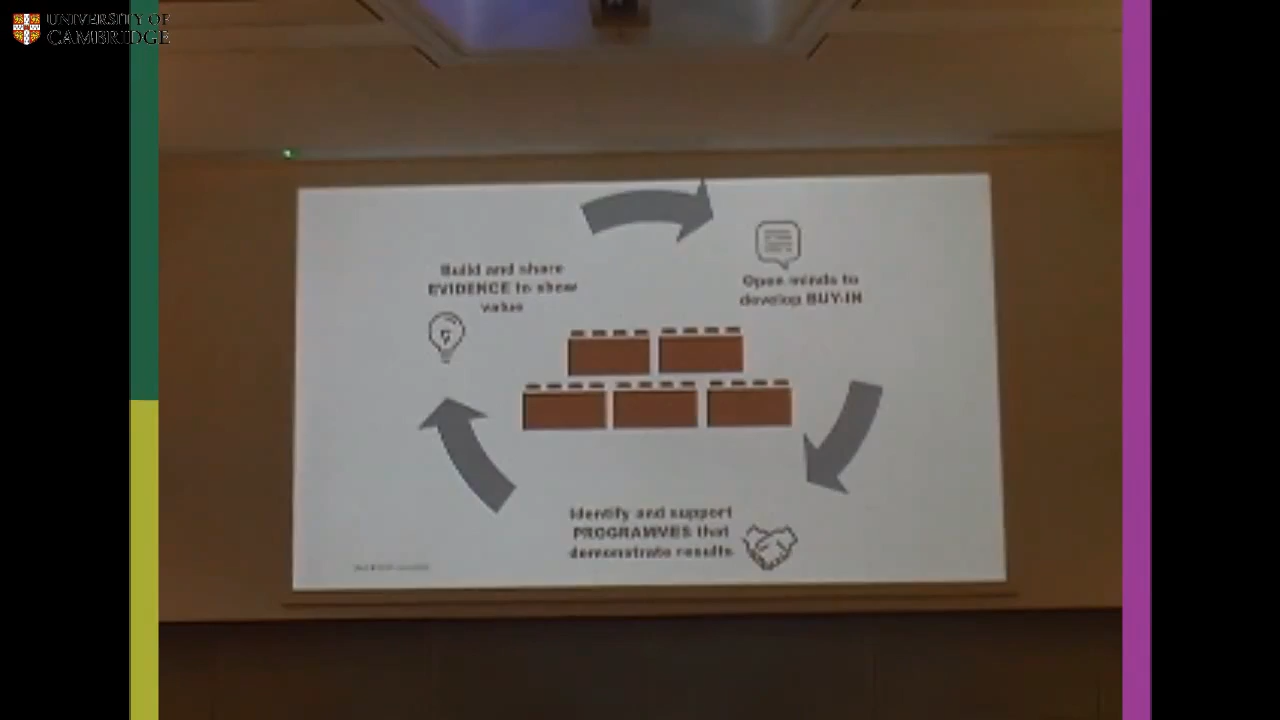 UNIVERSITY OF
CAMBRIDGE
Build and share
EVIDENCE to show
value
Open minds to
develop BUY-IN
Identify and support
PROGRAMMES that
demonstrate results